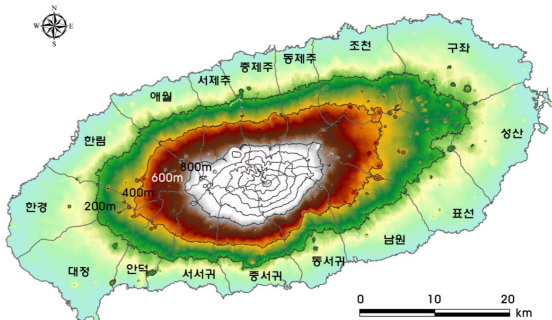 N
W E
S
조천
구좌
동제주
중제주
서제주
애월
성산
한림
800m
600m
400m
200m
한경
표선
남원
대정
안덕
서서귀
중서귀
동서귀
0 10 20
km